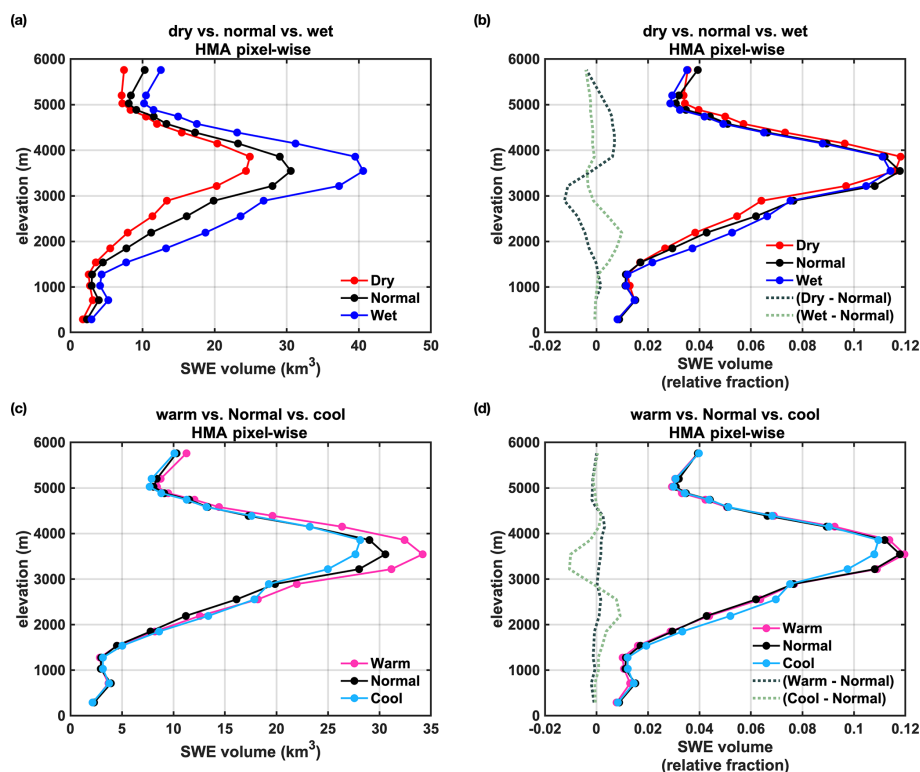 (a)
dry vs. normal vs. wet
HMA pixel-wise
elevation (m)
6000
5000
4000
3000
2000
1000
0
Dry
Normal
Wet
0 10 20 30 40 50
SWE volume (km³)
(b)
dry vs. normal vs. wet
HMA pixel-wise
elevation (m)
6000
5000
4000
3000
2000
1000
0
Dry
Normal
Wet
(Dry - Normal)
(Wet - Normal)
-0.02 0 0.02 0.04 0.06 0.08 0.1 0.12
SWE volume
(relative fraction)
(c)
warm vs. Normal vs. cool
HMA pixel-wise
elevation (m)
6000
5000
4000
3000
2000
1000
0
Warm
Normal
Cool
0 5 10 15 20 25 30 35
SWE volume (km³)
(d)
warm vs. Normal vs. cool
HMA pixel-wise
elevation (m)
6000
5000
4000
3000
2000
1000
0
Warm
Normal
Cool
(Warm - Normal)
(Cool - Normal)
-0.02 0 0.02 0.04 0.06 0.08 0.1 0.12
SWE volume
(relative fraction)